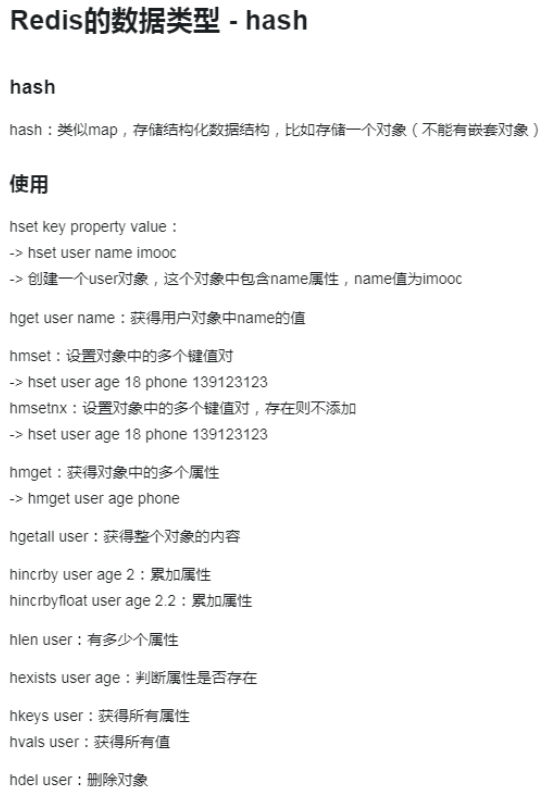 Redis的数据类型 - hash
hash
hash：类似map，存储结构化数据结构，比如存储一个对象（不能有嵌套对象）
使用
hset key property value：
-> hset user name imooc
-> 创建一个user对象，这个对象中包含name属性，name值为imooc
hget user name：获得用户对象中name的值
hmset：设置对象中的多个键值对
-> hset user age 18 phone 139123123
hmsetnx：设置对象中的多个键值对，存在则不添加
-> hset user age 18 phone 139123123
hmget：获得对象中的多个属性
-> hmget user age phone
hgetall user：获得整个对象的内容
hincrby user age 2：累加属性
hincrbyfloat user age 2.2：累加属性
hlen user：有多少个属性
hexists user age：判断属性是否存在
hkeys user：获得所有属性
hvals user：获得所有值
hdel user：删除对象